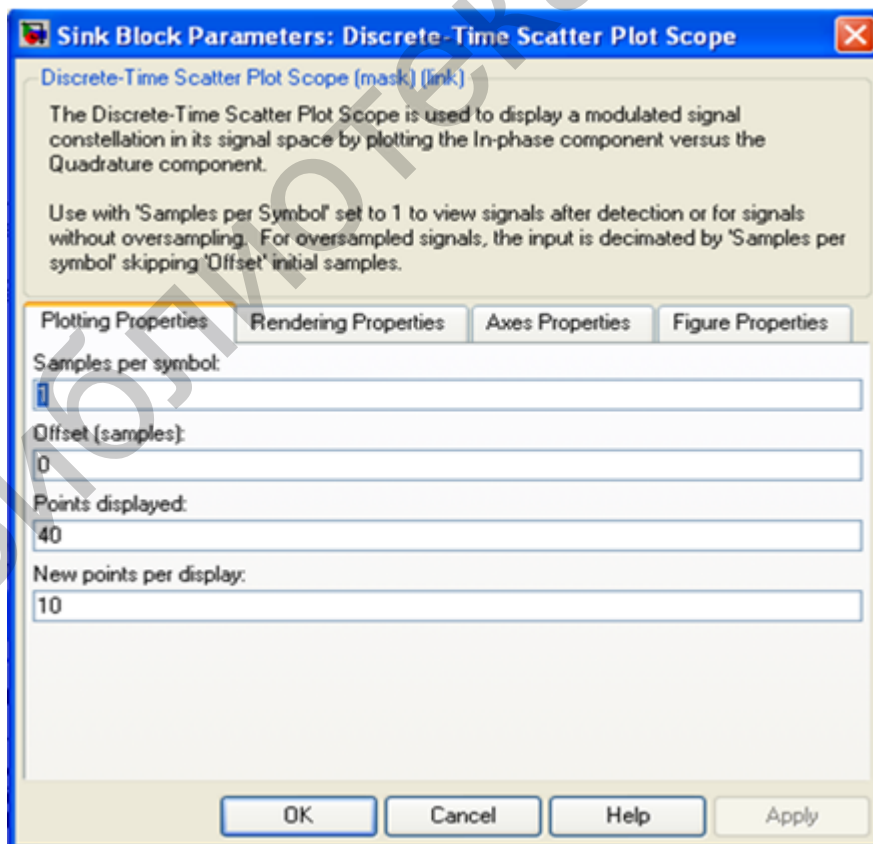 Sink Block Parameters: Discrete-Time Scatter Plot Scope
Discrete-Time Scatter Plot Scope (mask) (link)
The Discrete-Time Scatter Plot Scope is used to display a modulated signal
constellation in its signal space by plotting the In-phase component versus the
Quadrature component.
Use with 'Samples per Symbol' set to 1 to view signals after detection or for signals
without oversampling. For oversampled signals, the input is decimated by 'Samples per
symbol' skipping 'Offset' initial samples.
Plotting Properties Rendering Properties Axes Properties Figure Properties
Samples per symbol:
1
Offset (samples):
0
Points displayed:
40
New points per display:
10
OK Cancel Help Apply